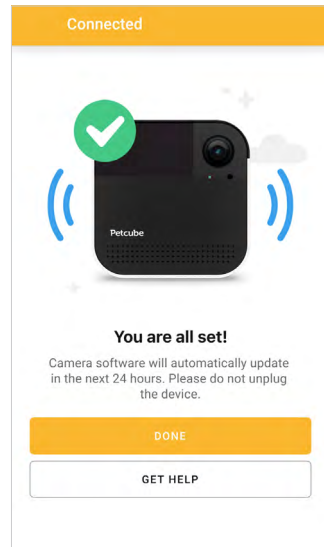 Connected
Petcube
You are all set!
Camera software will automatically update
in the next 24 hours. Please do not unplug
the device.
DONE
GET HELP